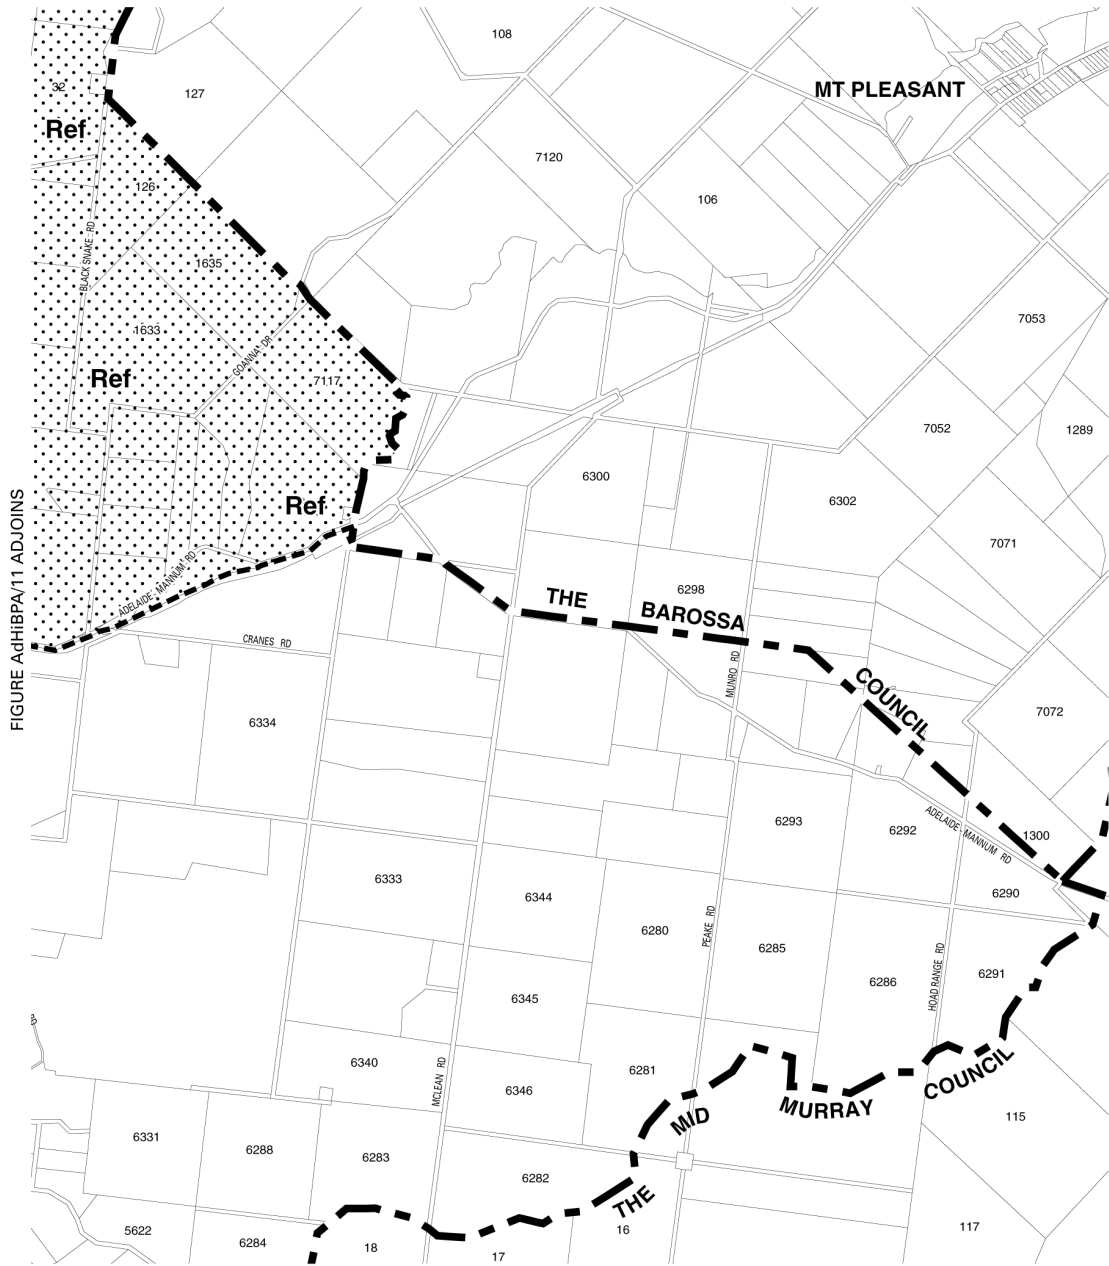 108
MT PLEASANT
32
127
Ref
7120
126
106
BLACK SNAKE RD
1635
7053
1633
GOANNA DR
Ref
7117
7052
1289
6300
6302
Ref
FIGURE AdHiBPA/11 ADJOINS
7071
ADELAIDE - MANNUM RD
6298
THE BAROSSA COUNCIL
CRANES RD
MUNRO RD
7072
6334
6293
6292
ADELAIDE - MANNUM RD
1300
6333
6290
6344
PEAKE RD
6280
6285
HOAD RANGE RD
6286
6291
6345
6340
MCLEAN RD
6346
6281
THE MID MURRAY COUNCIL
115
6331
6288
6283
6282
5622
6284
18
17
16
117